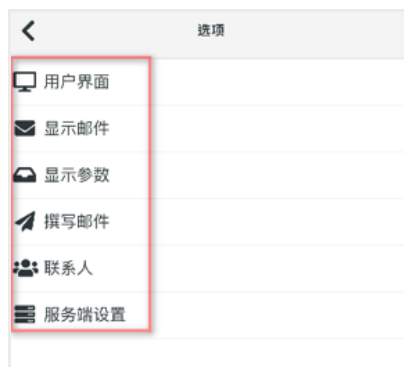 选项
用户界面
显示邮件
显示参数
撰写邮件
联系人
服务端设置